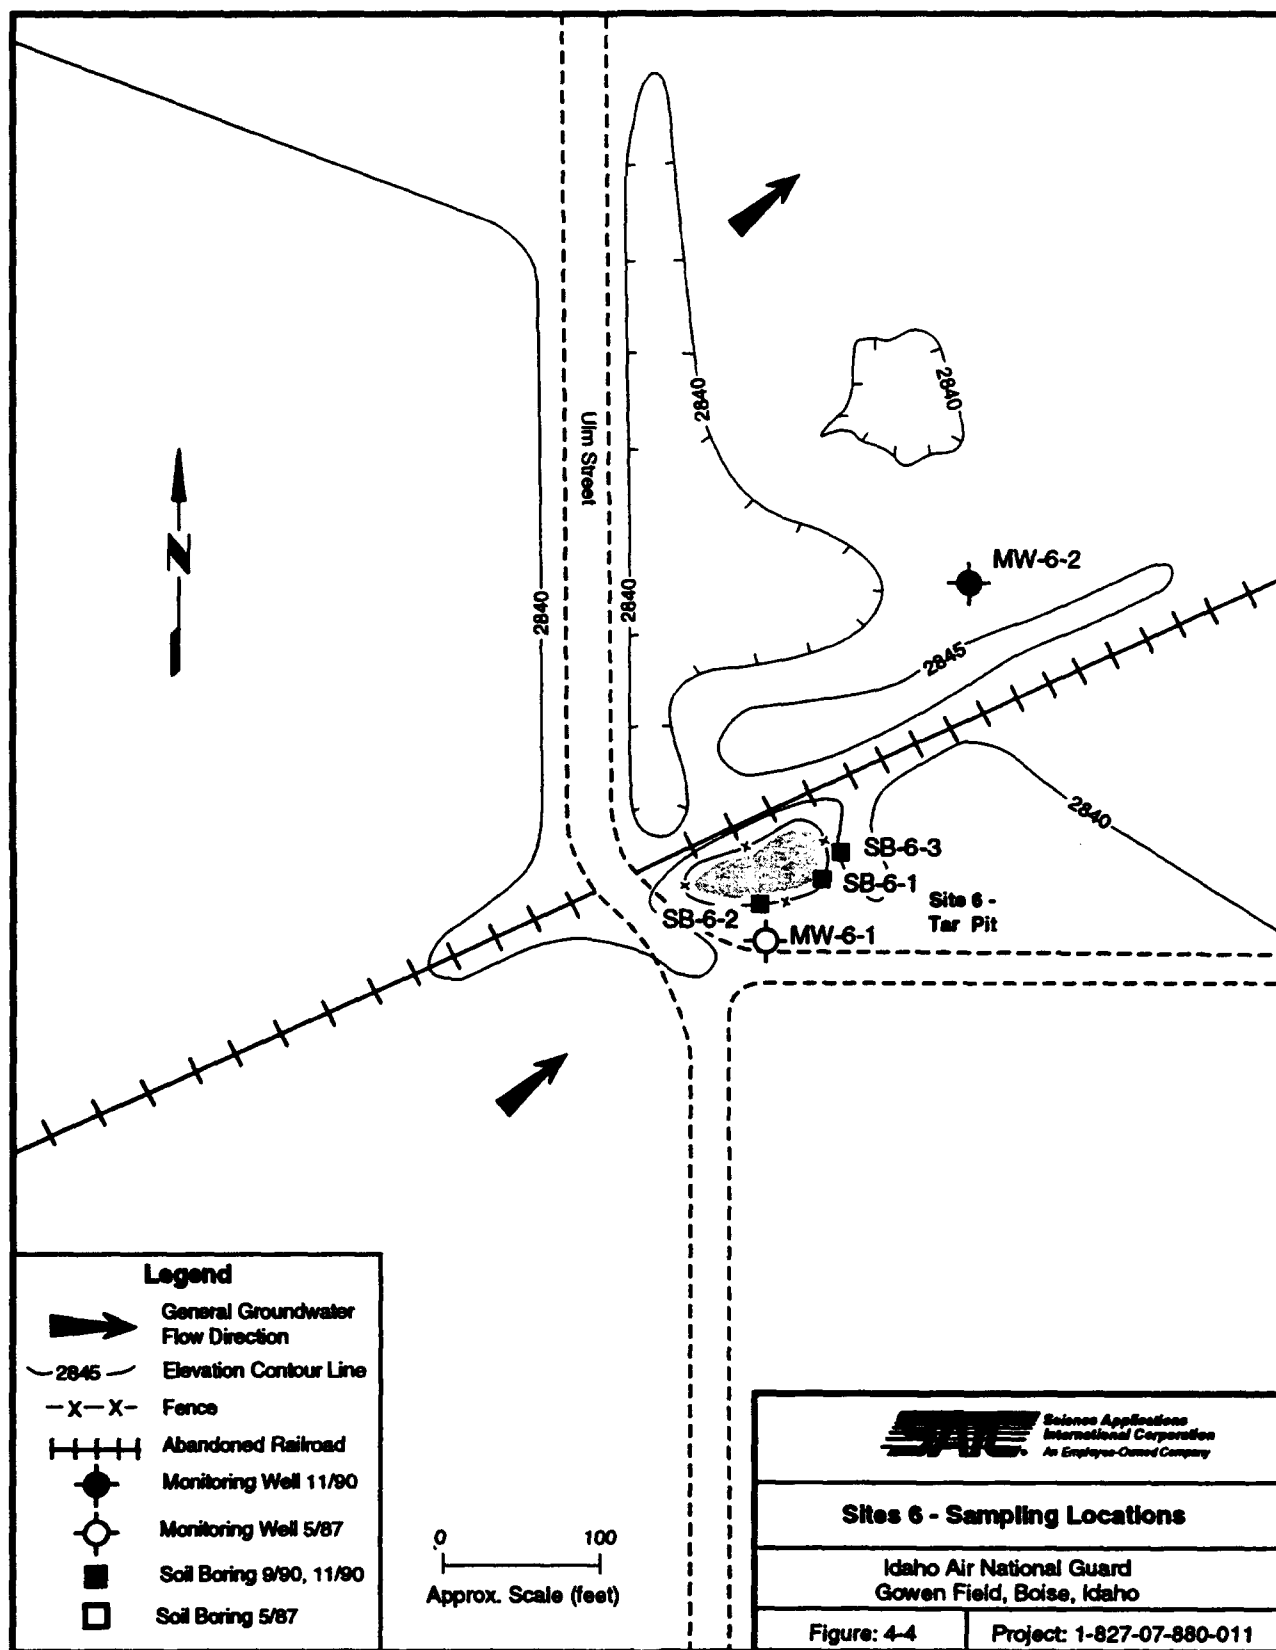 2840
2840
Ulm Street
N
MW-6-2
2840
2840
2845
2840
SB-6-3
SB-6-1
Site 6 -
Tar Pit
SB-6-2
MW-6-1
Legend
General Groundwater
Flow Direction
2845
Elevation Contour Line
X X
Fence
Abandoned Railroad
Monitoring Well 11/90
Monitoring Well 5/87
Soil Boring 9/90, 11/90
Soil Boring 5/87
0 100
Approx. Scale (feet)
SAIC
Science Applications
International Corporation
An Employee-Owned Company
Sites 6 - Sampling Locations
Idaho Air National Guard
Gowen Field, Boise, Idaho
Figure: 4-4
Project: 1-827-07-880-011